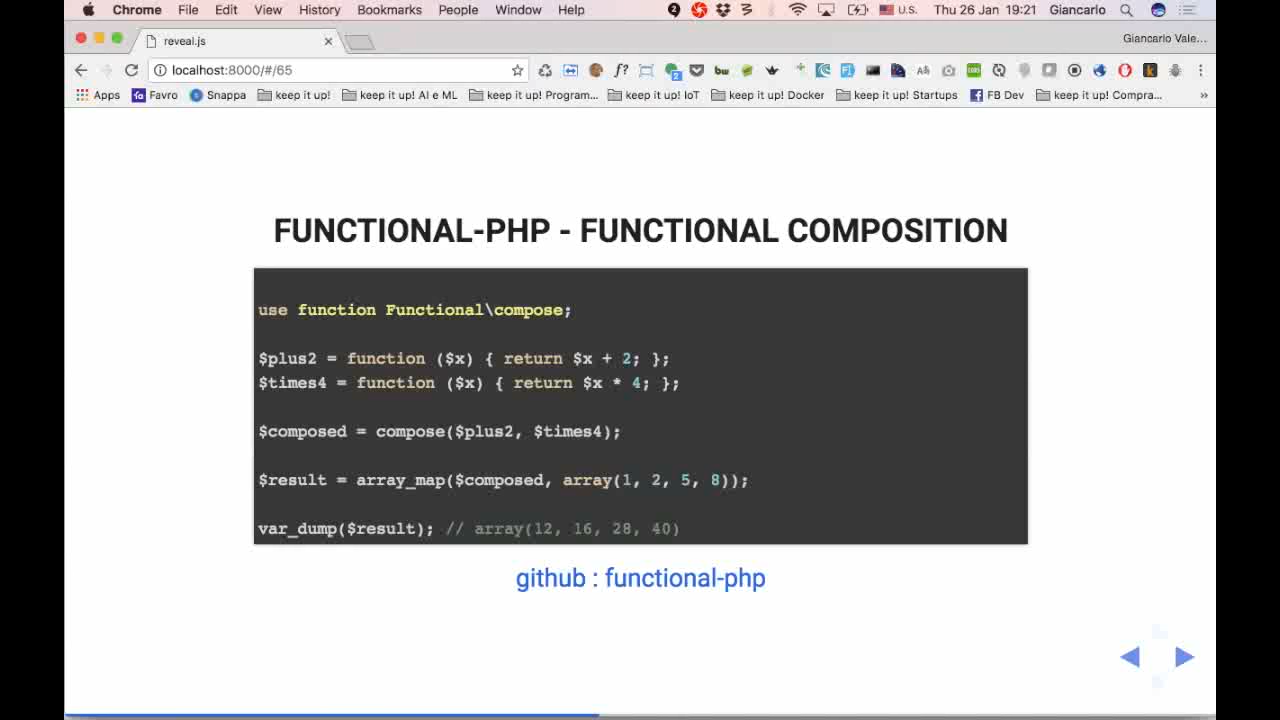 Chrome File Edit View History Bookmarks People Window Help U.S. Thu 26 Jan 19:21 Giancarlo
reveal.js Giancarlo Vale...
localhost:8000/#/65
Apps Favro Snappa keep it up! keep it up! AI e ML keep it up! Program... keep it up! IoT keep it up! Docker keep it up! Startups FB Dev keep it up! Compra... »
FUNCTIONAL-PHP - FUNCTIONAL COMPOSITION
use function Functional\compose;
$plus2 = function ($x) { return $x + 2; };
$times4 = function ($x) { return $x * 4; };
$composed = compose($plus2, $times4);
$result = array_map($composed, array(1, 2, 5, 8));
var_dump($result); // array(12, 16, 28, 40)
github : functional-php